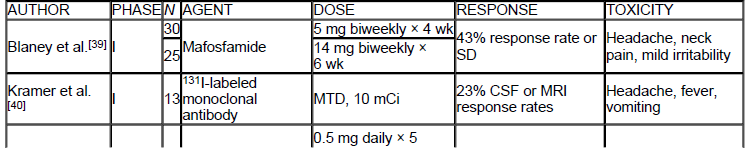 AUTHOR PHASE N AGENT DOSE RESPONSE TOXICITY
Blaney et al.[39] I 30 Mafosfamide 5 mg biweekly × 4 wk 43% response rate or Headache, neck
25 14 mg biweekly × SD pain, mild irritability
6 wk
Kramer et al. I 13 131I-labeled MTD, 10 mCi 23% CSF or MRI Headache, fever,
[40] monoclonal response rates vomiting
antibody
0.5 mg daily × 5